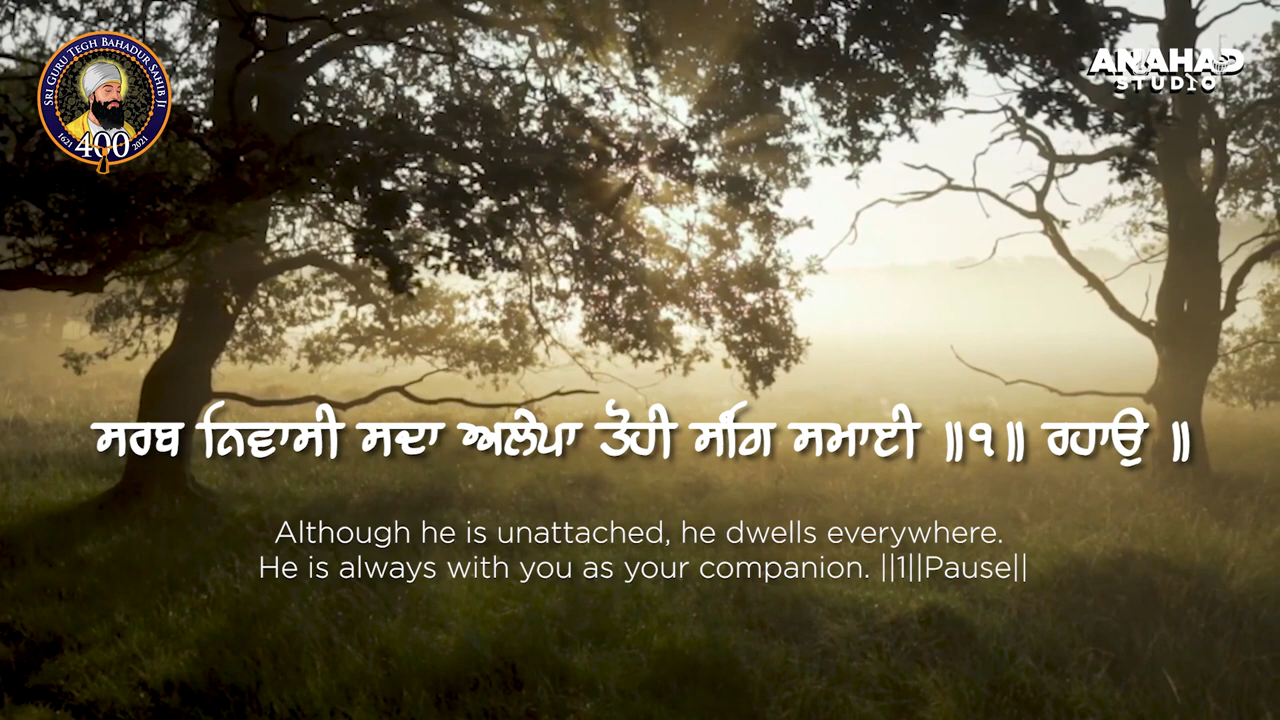 SRI GURU TEGH BAHADUR SAHIB JI
1621 400 2021
ANAHAD
STUDIO
ਸਰਬ ਨਿਵਾਸੀ ਸਦਾ ਅਲੇਪਾ ਤੋਹੀ ਸੰਗਿ ਸਮਾਈ ॥੧॥ ਰਹਾਉ ॥
Although he is unattached, he dwells everywhere.
He is always with you as your companion. ||1||Pause||